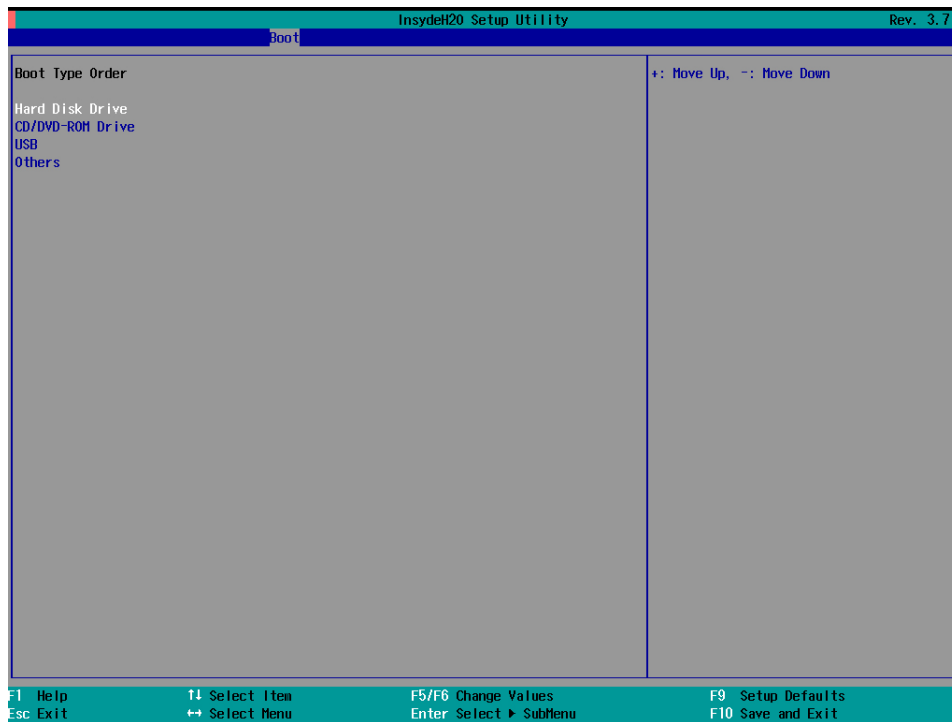 InsydeH20 Setup Utility Rev. 3.7
Boot
Boot Type Order
+: Move Up, -: Move Down
Hard Disk Drive
CD/DVD-ROM Drive
USB
Others
F1 Help ↑↓ Select Item F5/F6 Change Values F9 Setup Defaults
Esc Exit ↔ Select Menu Enter Select ▶ SubMenu F10 Save and Exit